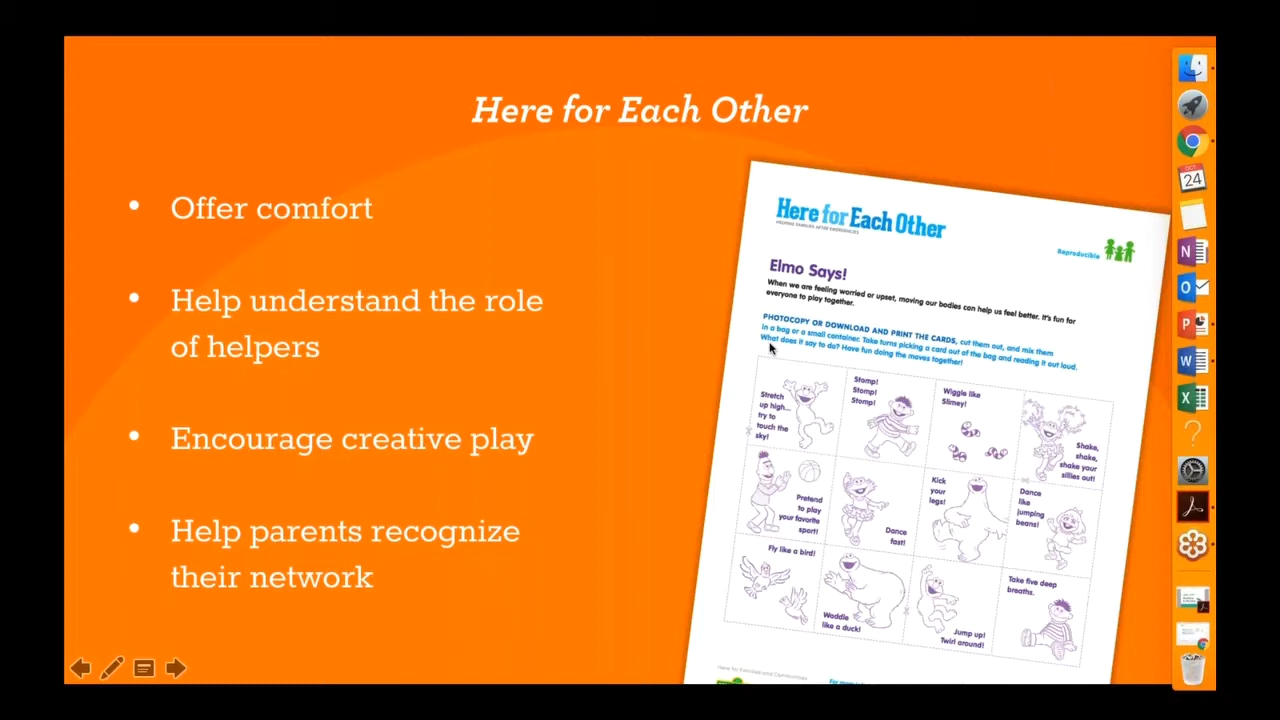 Here for Each Other
• Offer comfort
• Help understand the role
of helpers
• Encourage creative play
• Help parents recognize
their network
Here for Each Other
HELPING FAMILIES AFTER EMERGENCIES
Reproducible
Elmo Says!
When we are feeling worried or upset, moving our bodies can help us feel better. It's fun for
everyone to play together.
PHOTOCOPY OR DOWNLOAD AND PRINT THE CARDS, cut them out, and mix them
in a bag or a small container. Take turns picking a card out of the bag and reading it out loud.
What does it say to do? Have fun doing the moves together!
Stretch
up high...
try to
touch the
sky!
Stomp!
Stomp!
Stomp!
Wiggle like
Slimey!
Shake,
shake,
shake your
sillies out!
Pretend
to play
your favorite
sport!
Dance
fast!
Kick
your
legs!
Dance
like
jumping
beans!
Fly like a bird!
Waddle
like a duck!
Jump up!
Twirl around!
Take five deep
breaths.
OCT
24
N
O
P
W
X
?